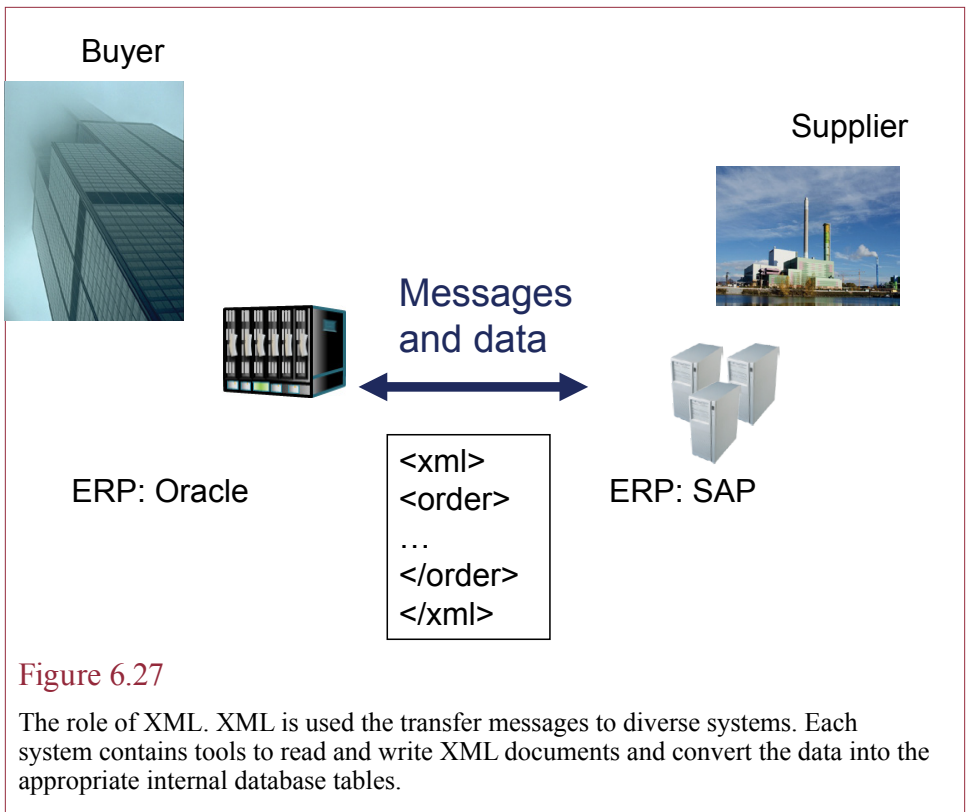 Buyer
Supplier
Messages
and data
<xml>
<order>
…
</order>
</xml>
ERP: Oracle
ERP: SAP
Figure 6.27
The role of XML. XML is used the transfer messages to diverse systems. Each
system contains tools to read and write XML documents and convert the data into the
appropriate internal database tables.